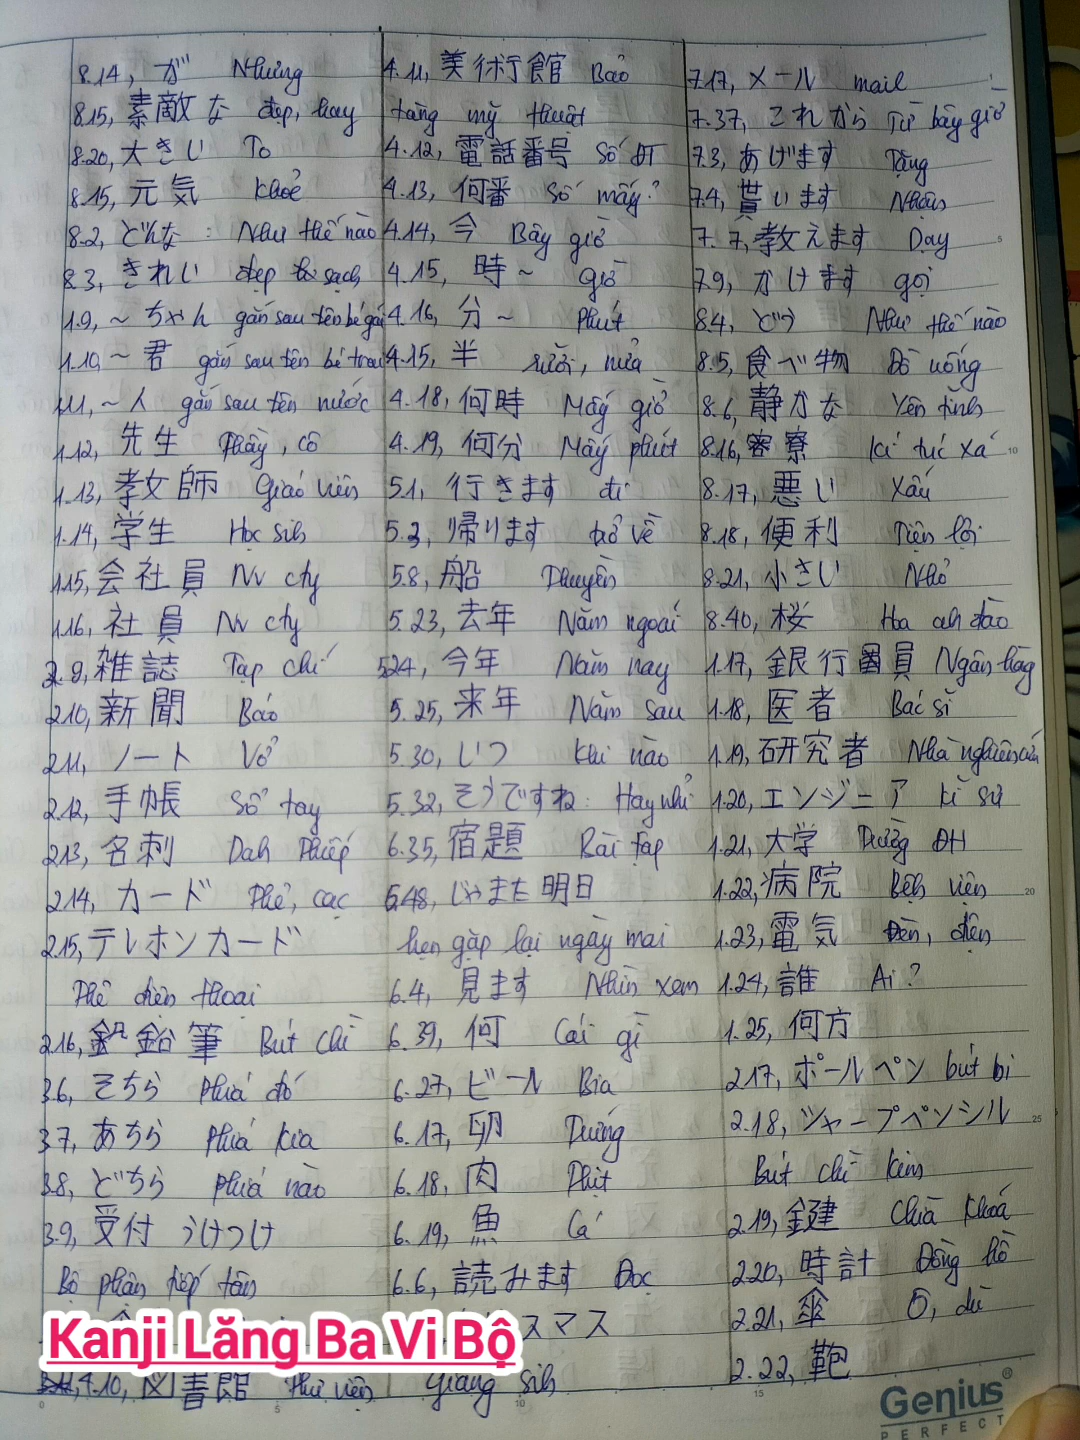 8.14, が Nhưng
8.15, 素敵な đẹp, hay
8.20, 大きい To
8.15, 元気 khoẻ
8.2, どんな: Như thế nào
8.3, きれい đẹp sạch
1.9, ~ちゃん gắn sau tên bé gái
1.10, ~君 gắn sau tên bé trai
1.11, ~人 gắn sau tên nước
1.12, 先生 Thầy, cô
1.13, 教師 Giáo viên
1.14, 学生 Học sinh
1.15, 会社員 Nv cty
1.16, 社員 Nv cty
2.9, 雑誌 Tạp chí
2.10, 新聞 Báo
2.11, ノート Vở
2.12, 手帳 Sổ tay
2.13, 名刺 Danh thiếp
2.14, カード Thẻ, cạc
2.15, テレホンカード
Thẻ điện thoại
2.16, 鉛筆 Bút chì
3.6, そちら Phía đó
3.7, あちら Phía kia
3.8, どちら phía nào
3.9, 受付 うけつけ
Bộ phận tiếp tân
4.10, 図書館 thư viện
4.11, 美術館 Bảo
tàng mỹ thuật
4.12, 電話番号 Số ĐT
4.13, 何番 Số mấy?
4.14, 今 Bây giờ
4.15, 時~ giờ
4.16, 分~ Phút
4.15, 半 rưỡi, nửa
4.18, 何時 Mấy giờ
4.19, 何分 Mấy phút
5.1, 行きます đi
5.2, 帰ります trở về
5.8, 船 Thuyền
5.23, 去年 Năm ngoái
5.24, 今年 Năm nay
5.25, 来年 Năm sau
5.30, いつ Khi nào
5.32, そうですね: Hay nhỉ
6.35, 宿題 Bài tập
5.48, じゃまた明日
hẹn gặp lại ngày mai
6.4, 見ます Nhìn xem
6.39, 何 Cái gì
6.27, ビール Bia
6.17, 卵 Trứng
6.18, 肉 Thịt
6.19, 魚 Cá
6.6, 読みます Đọc
スマス
Giáng sinh
7.17, メール mail
7.37, これから Từ bây giờ
7.3, あげます Tặng
7.4, 貰います Nhận
7.7, 教えます Dạy
7.9, かけます gọi
8.4, どう Như thế nào
8.5, 食べ物 Đồ uống
8.6, 静かな Yên tĩnh
8.16, 寮 Kí túc xá
8.17, 悪い Xấu
8.18, 便利 Tiện lợi
8.21, 小さい Nhỏ
8.40, 桜 Hoa anh đào
1.17, 銀行員 Ngân hàng
1.18, 医者 Bác sĩ
1.19, 研究者 Nhà nghiên cứu
1.20, エンジニア kĩ sư
1.21, 大学 Trường ĐH
1.22, 病院 Bệnh viện
1.23, 電気 Đèn, điện
1.24, 誰 Ai?
1.25, 何方
2.17, ボールペン bút bi
2.18, シャープペンシル
Bút chì kim
2.19, 鍵 Chìa khoá
2.20, 時計 Đồng hồ
2.21, 傘 Ô, dù
2.22, 鞄
Kanji Lăng Ba Vi Bộ
Genius®
PERFECT